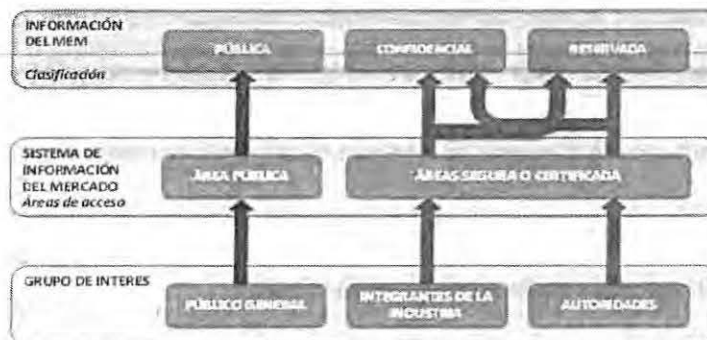 INFORMACIÓN
DEL MEM
Clasificación
PÚBLICA
CONFIDENCIAL
RESERVADA
SISTEMA DE
INFORMACIÓN
DEL MERCADO
Áreas de acceso
ÁREA PÚBLICA
ÁREAS SEGURA O CERTIFICADA
GRUPO DE INTERES
PÚBLICO GENERAL
INTEGRANTES DE LA
INDUSTRIA
AUTORIDADES